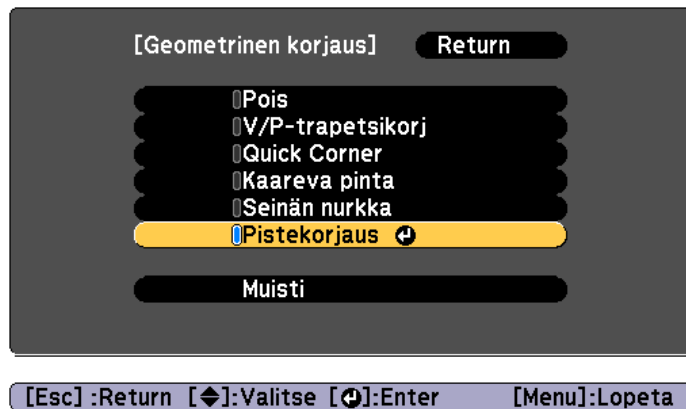 [Geometrinen korjaus] Return
Pois
V/P-trapetsikorj
Quick Corner
Kaareva pinta
Seinän nurkka
Pistekorjaus
Muisti
[Esc] :Return [◆]:Valitse [↵]:Enter [Menu]:Lopeta